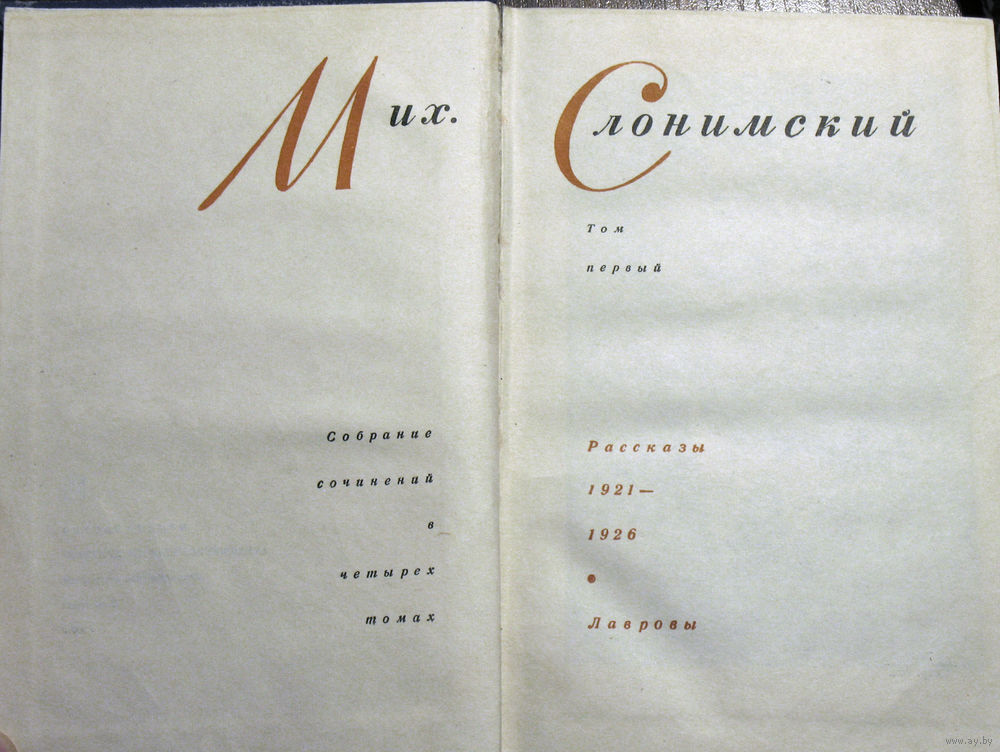 Мих.
Слонимский
Том
первый
Собрание
сочинений
в
четырех
томах
Рассказы
1921—
1926
•
Лавровы
www.ay.by